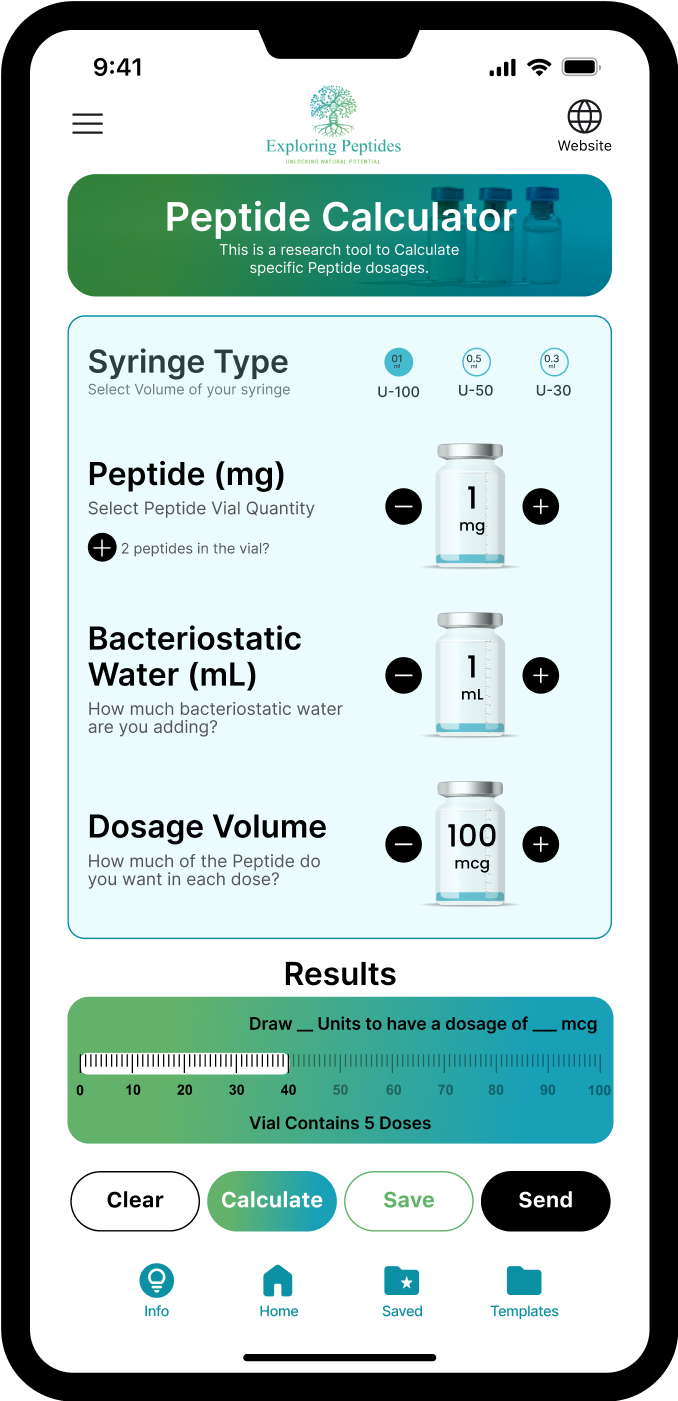 9:41
Exploring Peptides
UNLOCKING NATURAL POTENTIAL
Website
Peptide Calculator
This is a research tool to Calculate
specific Peptide dosages.
Syringe Type
Select Volume of your syringe
01
ml
U-100
0.5
ml
U-50
0.3
ml
U-30
Peptide (mg)
Select Peptide Vial Quantity
2 peptides in the vial?
1
mg
Bacteriostatic
Water (mL)
How much bacteriostatic water
are you adding?
1
mL
Dosage Volume
How much of the Peptide do
you want in each dose?
100
mcg
Results
Draw __ Units to have a dosage of ___ mcg
0 10 20 30 40 50 60 70 80 90 100
Vial Contains 5 Doses
Clear
Calculate
Save
Send
Info
Home
Saved
Templates